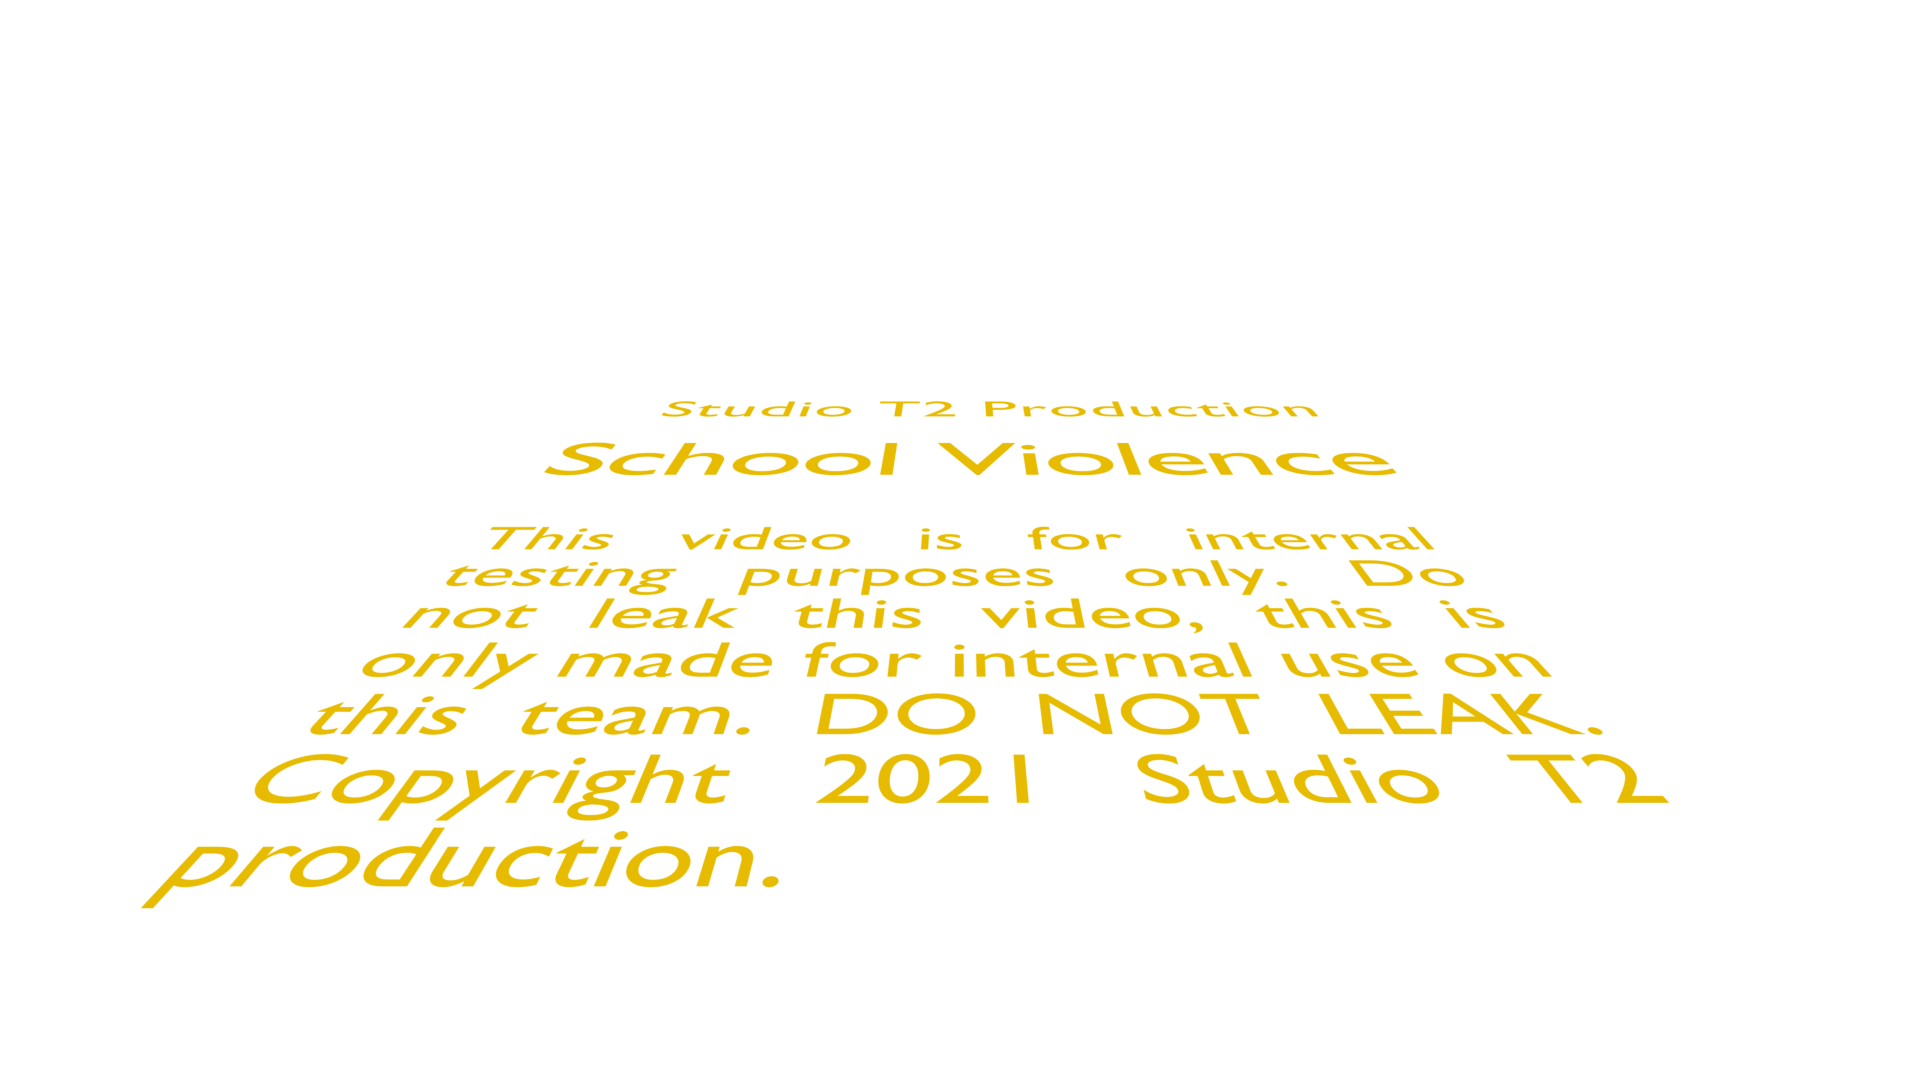 Studio T2 Production
School Violence
This video is for internal
testing purposes only. Do
not leak this video, this is
only made for internal use on
this team. DO NOT LEAK.
Copyright 2021 Studio T2
production.